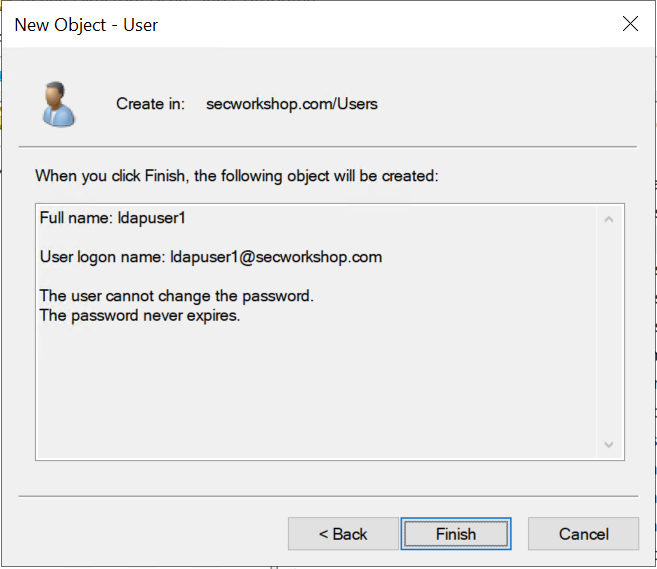 New Object - User
Create in: secworkshop.com/Users
When you click Finish, the following object will be created:
Full name: ldapuser1
User logon name: ldapuser1@secworkshop.com
The user cannot change the password.
The password never expires.
< Back Finish Cancel